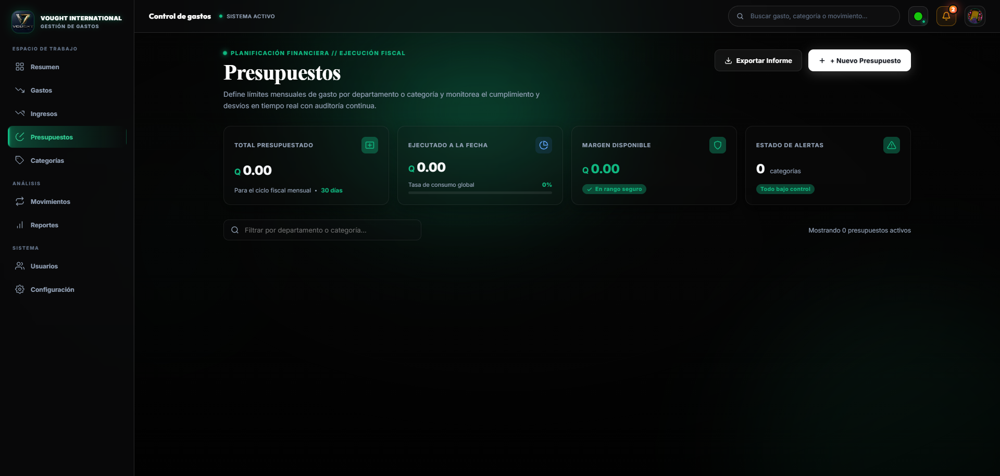 VOUGHT
VOUGHT INTERNATIONAL
GESTIÓN DE GASTOS
ESPACIO DE TRABAJO
Resumen
Gastos
Ingresos
Presupuestos
Categorías
ANÁLISIS
Movimientos
Reportes
SISTEMA
Usuarios
Configuración
Control de gastos
SISTEMA ACTIVO
Buscar gasto, categoría o movimiento...
2
PLANIFICACIÓN FINANCIERA // EJECUCIÓN FISCAL
Presupuestos
Define límites mensuales de gasto por departamento o categoría y monitorea el cumplimiento y
desvíos en tiempo real con auditoría continua.
Exportar Informe
+ Nuevo Presupuesto
TOTAL PRESUPUESTADO
Q 0.00
Para el ciclo fiscal mensual • 30 días
EJECUTADO A LA FECHA
Q 0.00
Tasa de consumo global 0%
MARGEN DISPONIBLE
Q 0.00
En rango seguro
ESTADO DE ALERTAS
0 categorías
Todo bajo control
Filtrar por departamento o categoría...
Mostrando 0 presupuestos activos